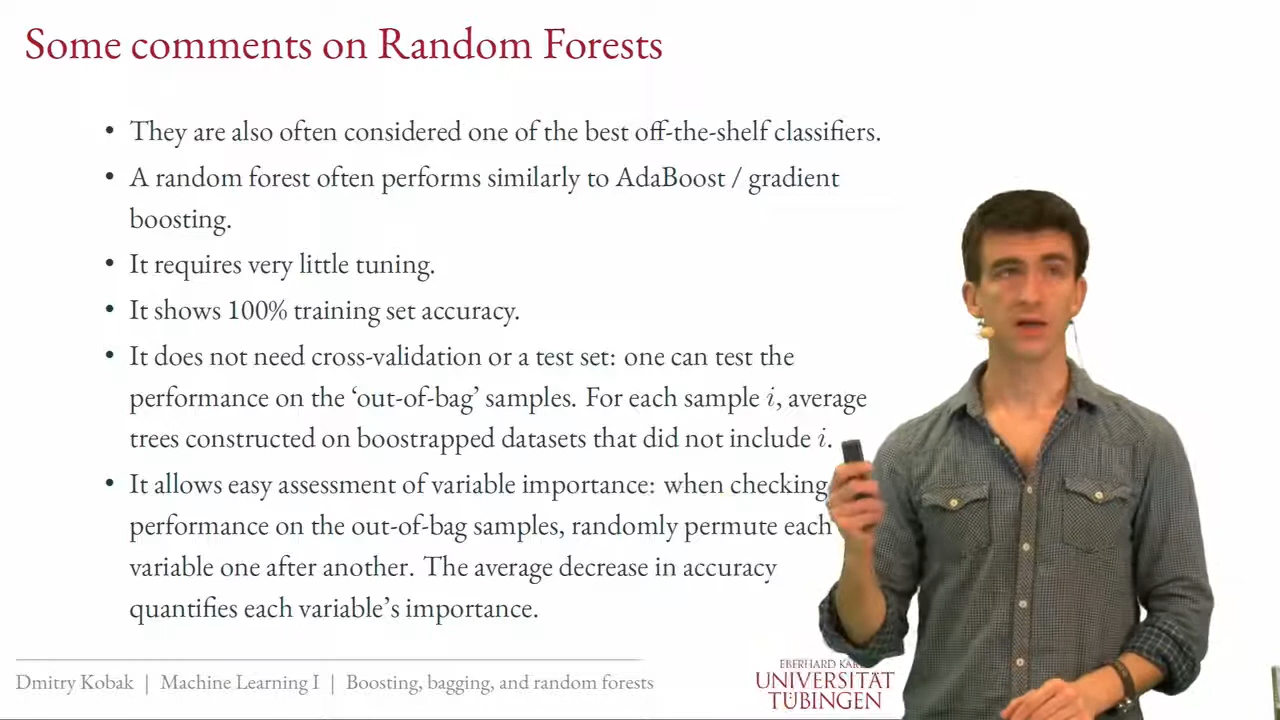 Some comments on Random Forests
• They are also often considered one of the best off-the-shelf classifiers.
• A random forest often performs similarly to AdaBoost / gradient
boosting.
• It requires very little tuning.
• It shows 100% training set accuracy.
• It does not need cross-validation or a test set: one can test the
performance on the ‘out-of-bag’ samples. For each sample i, average
trees constructed on boostrapped datasets that did not include i.
• It allows easy assessment of variable importance: when checking
performance on the out-of-bag samples, randomly permute each
variable one after another. The average decrease in accuracy
quantifies each variable’s importance.
Dmitry Kobak | Machine Learning I | Boosting, bagging, and random forests
EBERHARD
UNIVERSITÄT
TÜBINGEN